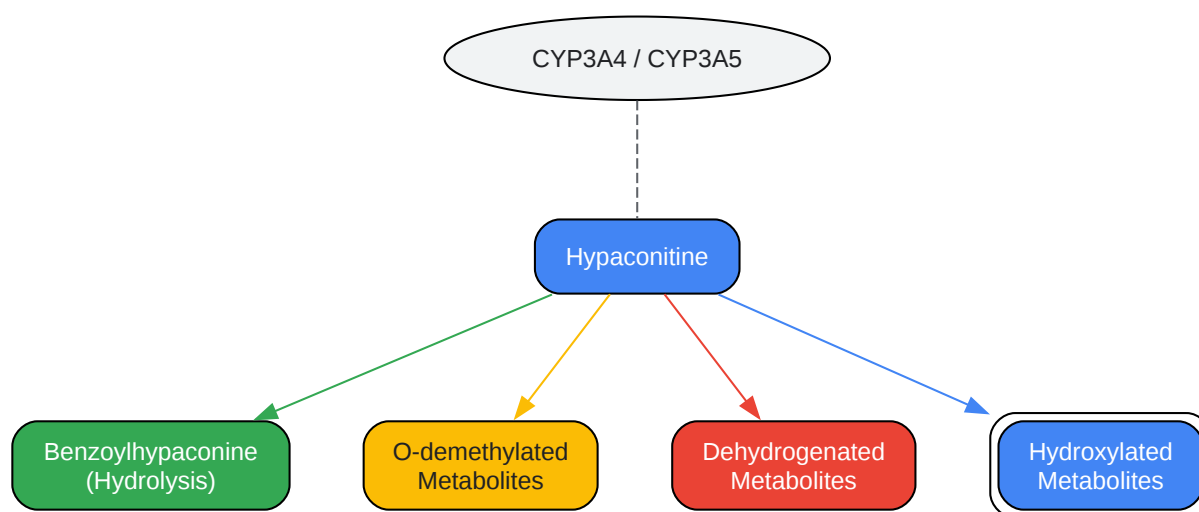 CYP3A4 / CYP3A5
Hypaconitine
Benzoylhypaconine
(Hydrolysis)
O-demethylated
Metabolites
Dehydrogenated
Metabolites
Hydroxylated
Metabolites